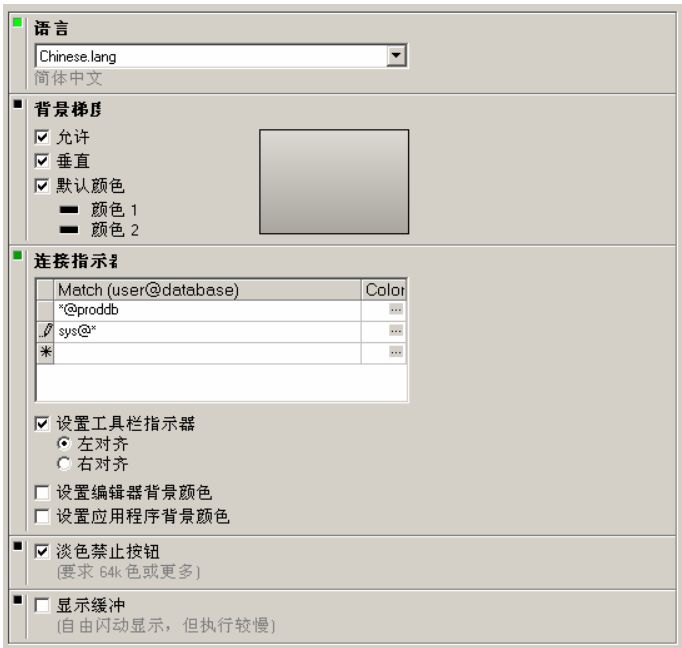 语言
Chinese.lang
简体中文
背景梯度
允许
垂直
默认颜色
颜色 1
颜色 2
连接指示器
Match (user@database) Color
*@proddb ...
sys@* ...
...
设置工具栏指示器
左对齐
右对齐
设置编辑器背景颜色
设置应用程序背景颜色
淡色禁止按钮
(要求 64k 色或更多)
显示缓冲
(自由闪动显示，但执行较慢)